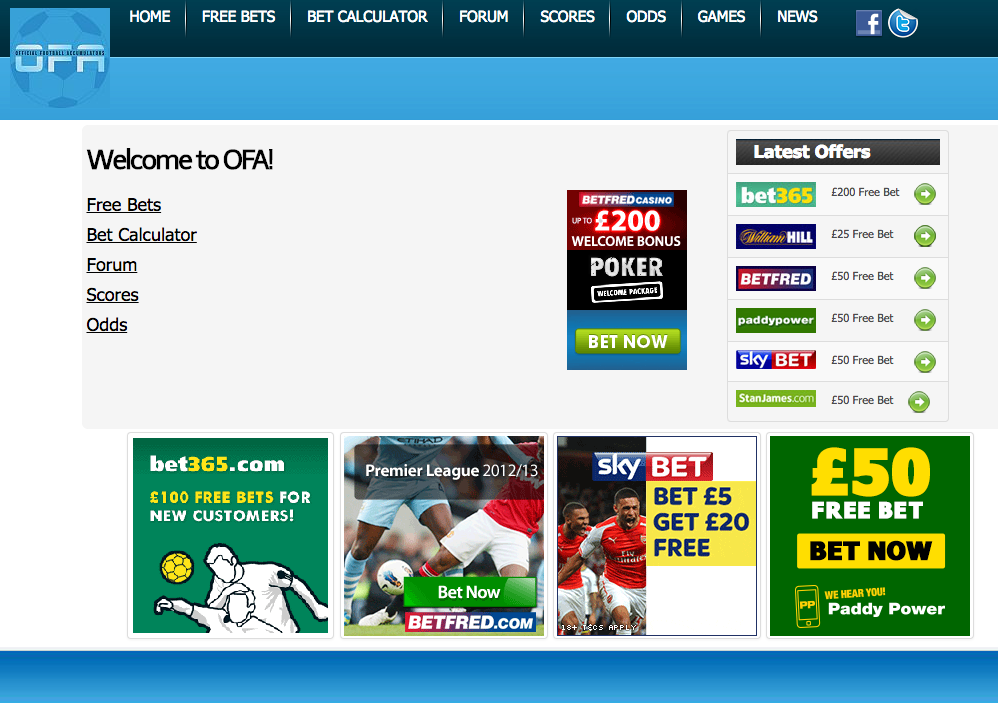 HOME FREE BETS BET CALCULATOR FORUM SCORES ODDS GAMES NEWS
OFFICIAL FOOTBALL ACCUMULATORS
OFA
Welcome to OFA!
Free Bets
Bet Calculator
Forum
Scores
Odds
BETFRED CASINO
UP TO £200
WELCOME BONUS
POKER
WELCOME PACKAGE
BET NOW
Latest Offers
bet365 £200 Free Bet
William HILL £25 Free Bet
BETFRED £50 Free Bet
paddypower £50 Free Bet
sky BET £50 Free Bet
StanJames.com £50 Free Bet
bet365.com
£100 FREE BETS FOR
NEW CUSTOMERS!
ETIHAD
Premier League 2012/13
Bet Now
BETFRED.COM
sky BET
BET £5
GET £20
FREE
18+ T&CS APPLY
£50
FREE BET
BET NOW
PP
WE HEAR YOU!
Paddy Power